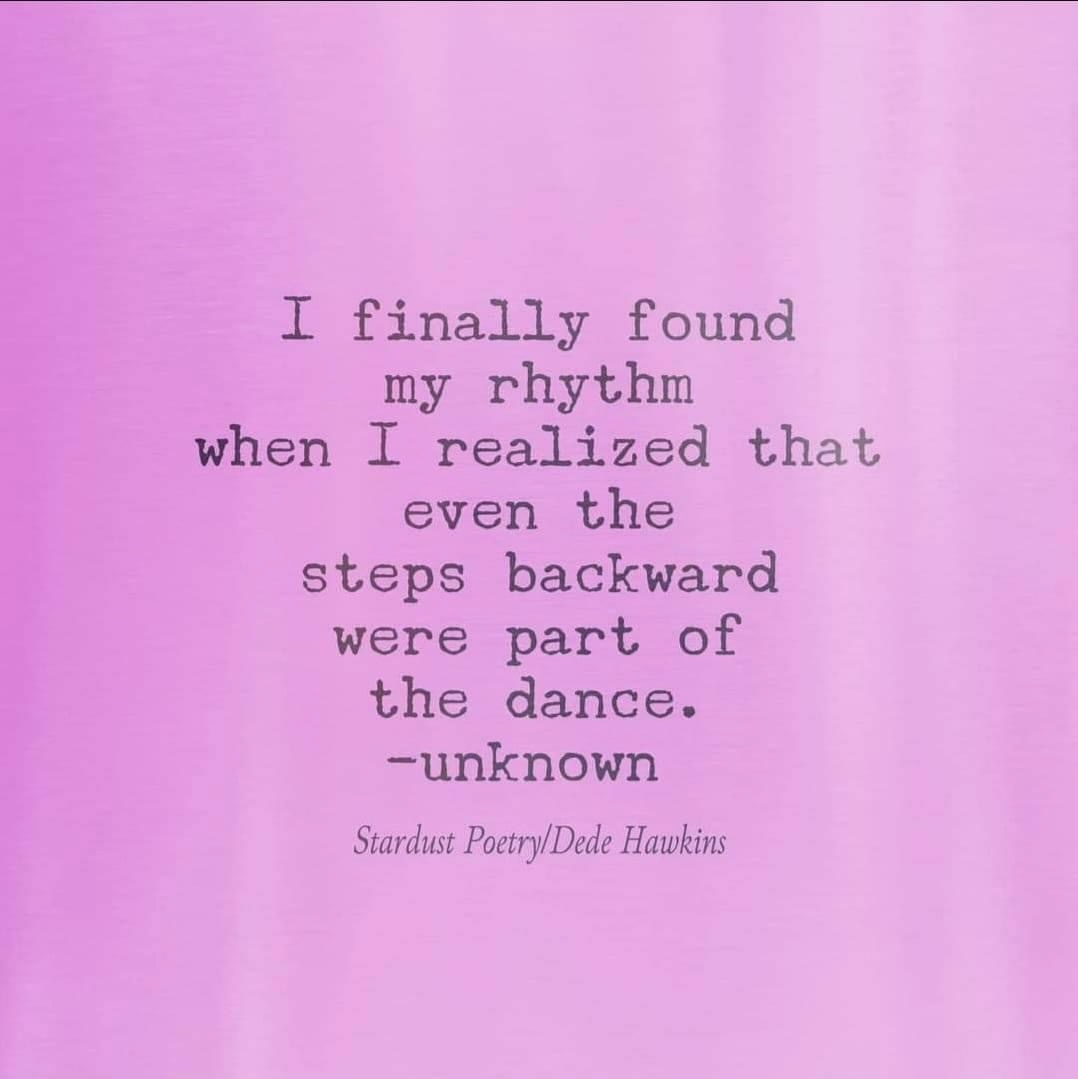 I finally found
my rhythm
when I realized that
even the
steps backward
were part of
the dance.
-unknown
Stardust Poetry/Dede Hawkins